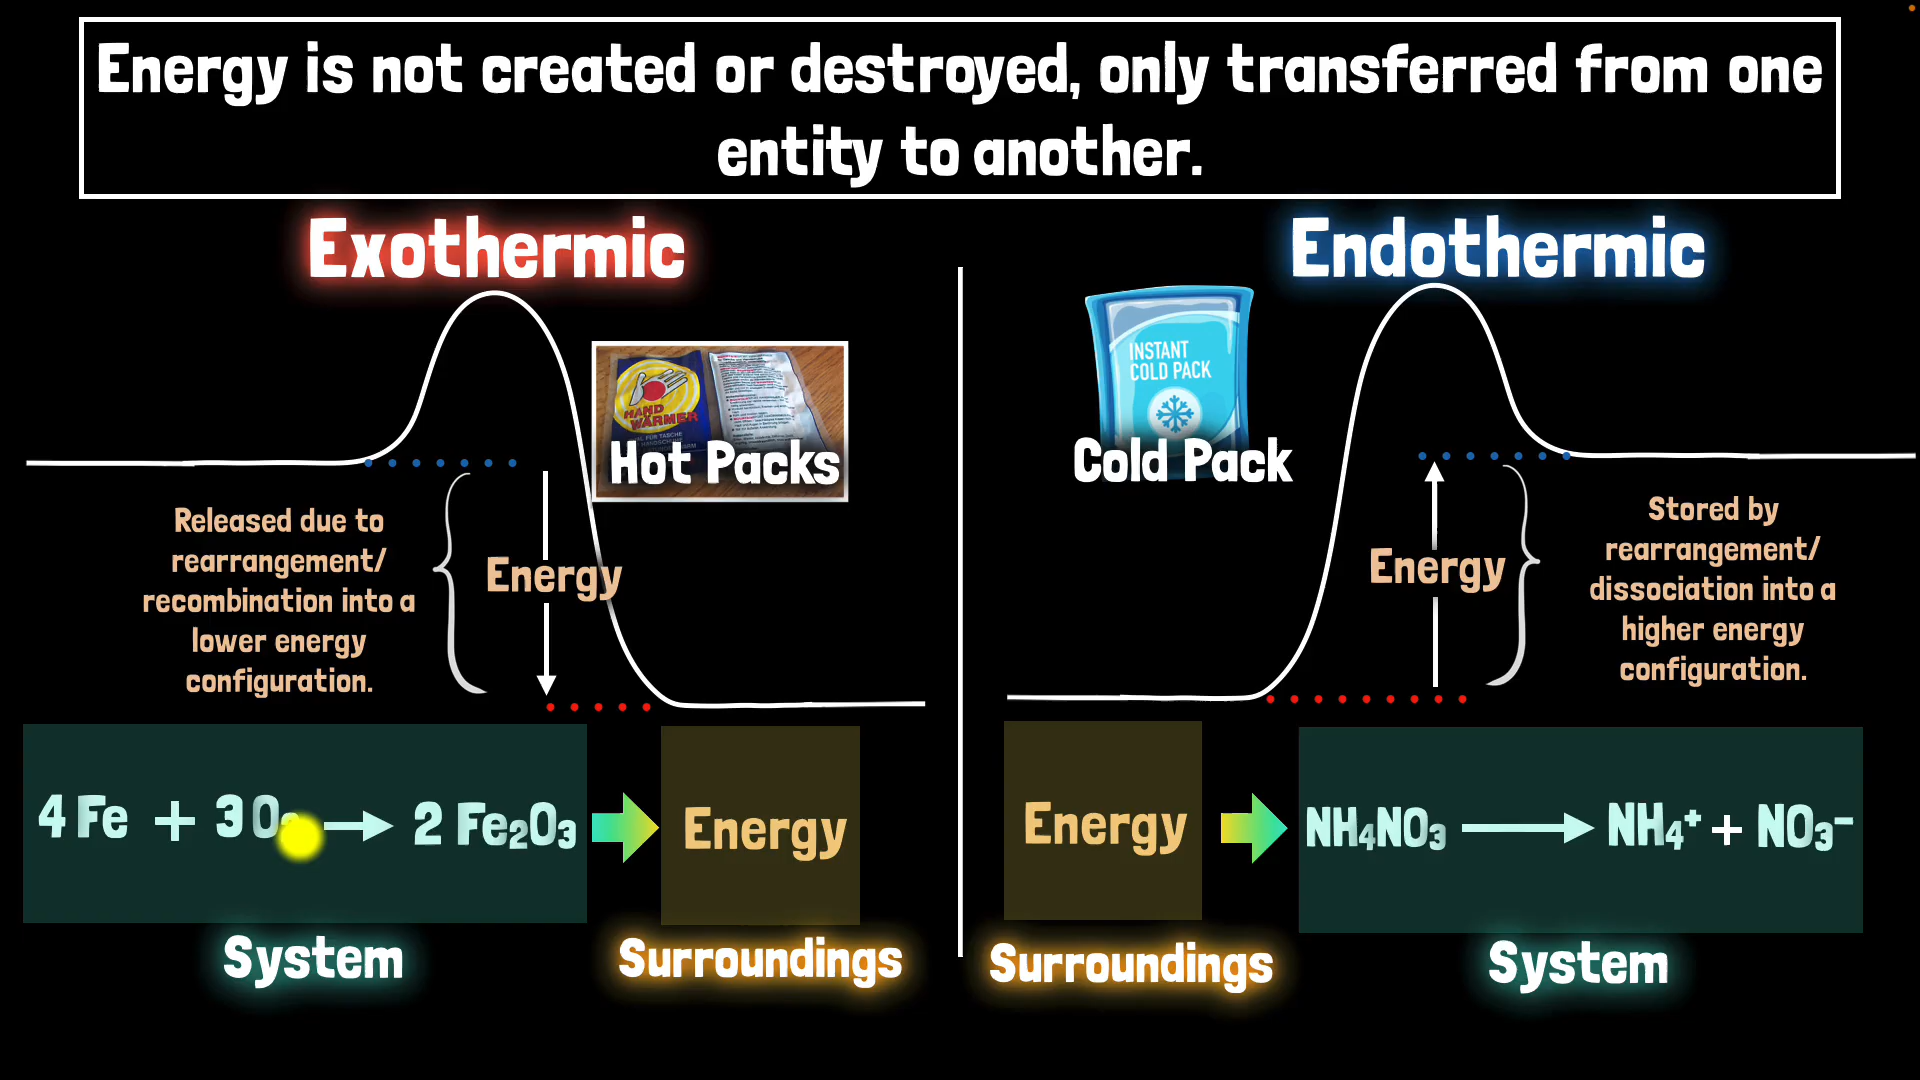 Energy is not created or destroyed, only transferred from one
entity to another.
Exothermic
Endothermic
HAND
WARMER
Hot Packs
INSTANT
COLD PACK
Cold Pack
Released due to
rearrangement/
recombination into a
lower energy
configuration.
Energy
Energy
Stored by
rearrangement/
dissociation into a
higher energy
configuration.
4 Fe + 3 O → 2 Fe₂O₃
Energy
Energy
NH₄NO₃ → NH₄⁺ + NO₃⁻
System
Surroundings
Surroundings
System